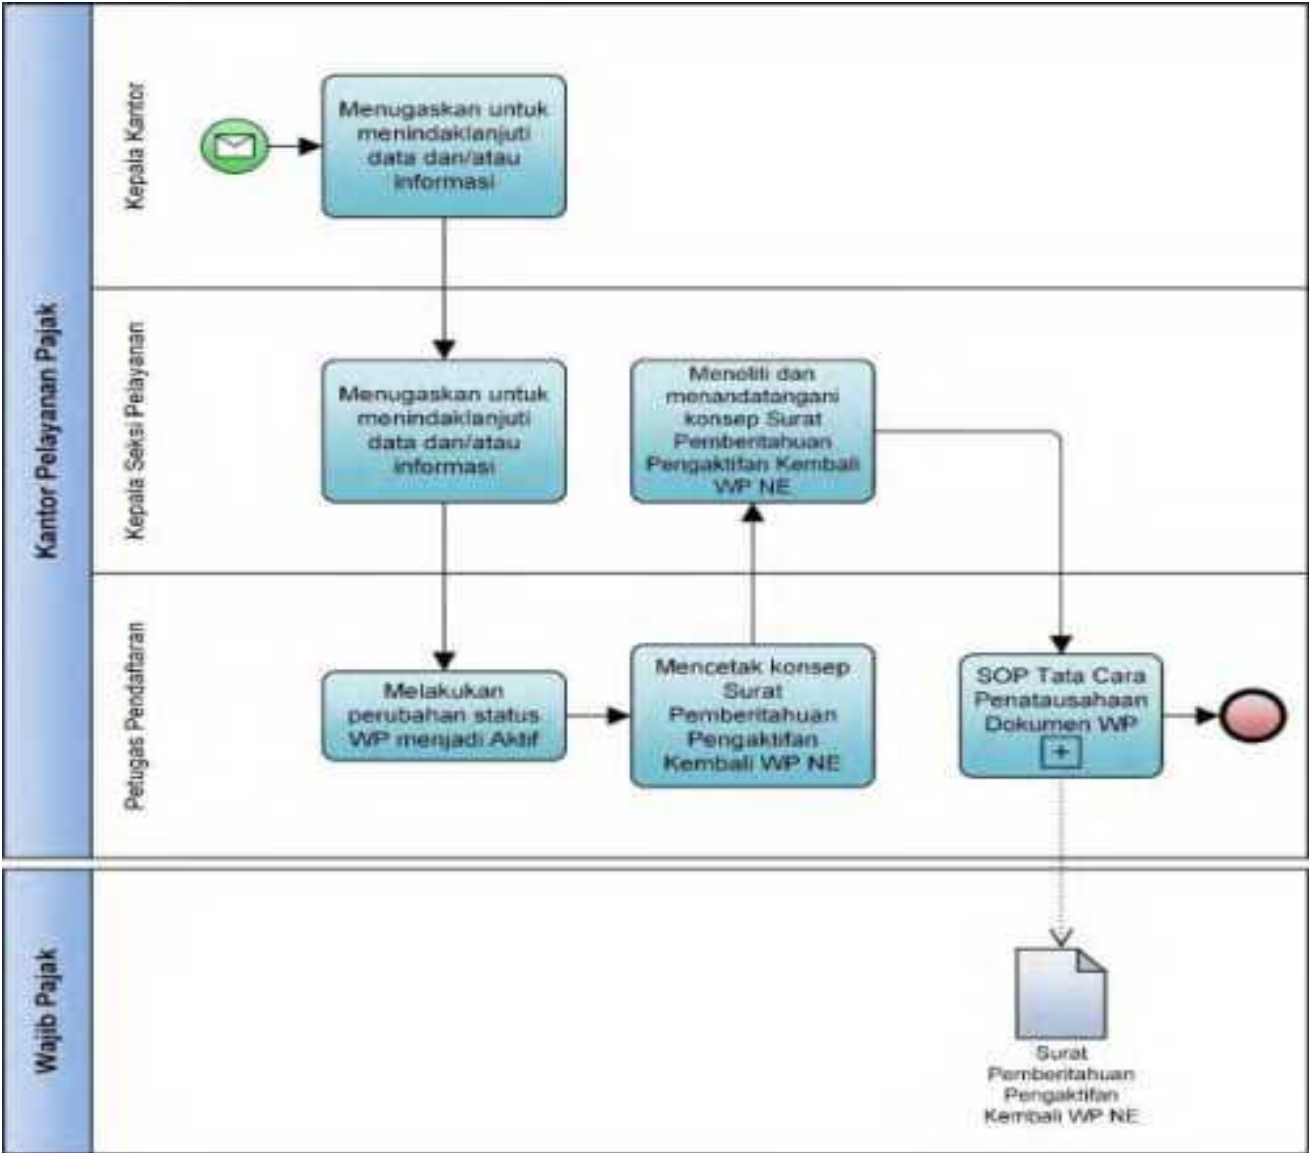 Kantor Pelayanan Pajak
Kepala Kantor
Menugaskan untuk
menindaklanjuti
data dan/atau
informasi
Kepala Seksi Pelayanan
Menugaskan untuk
menindaklanjuti
data dan/atau
informasi
Meneliti dan
menandatangani
konsep Surat
Pemberitahuan
Pengaktifan Kembali
WP NE
Petugas Pendaftaran
Melakukan
perubahan status
WP menjadi Aktif
Mencetak konsep
Surat
Pemberitahuan
Pengaktifan
Kembali WP NE
SOP Tata Cara
Penatausahaan
Dokumen WP
+
Wajib Pajak
Surat
Pemberitahuan
Pengaktifan
Kembali WP NE